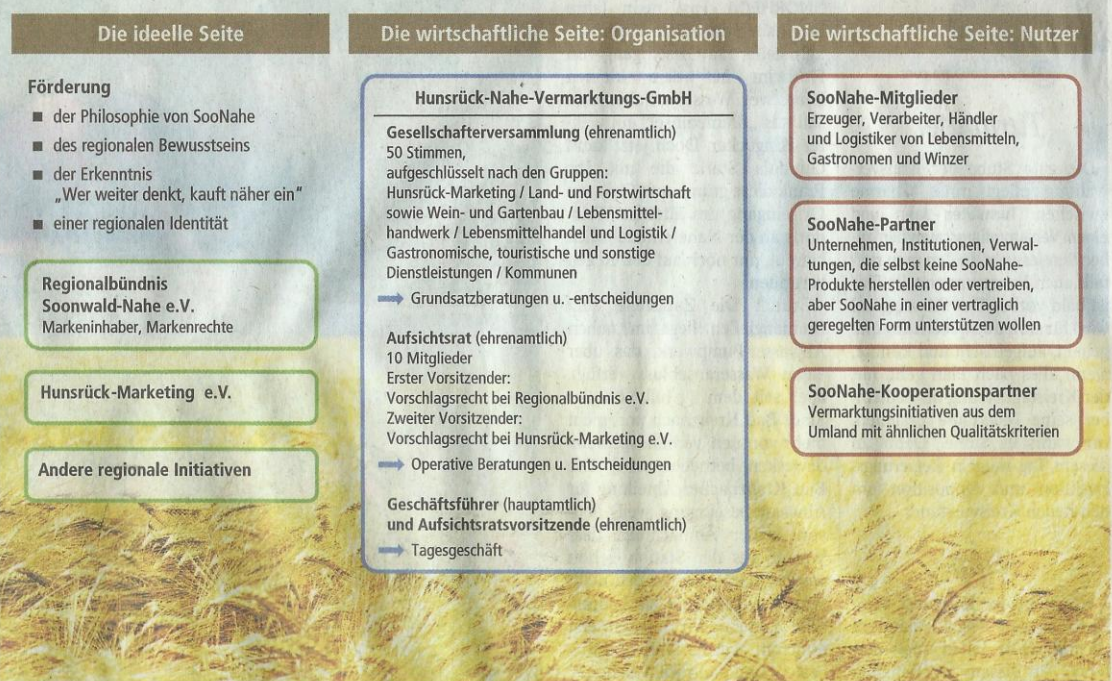 Die ideelle Seite
Förderung
■ der Philosophie von SooNahe
■ des regionalen Bewusstseins
■ der Erkenntnis
„Wer weiter denkt, kauft näher ein“
■ einer regionalen Identität
Regionalbündnis
Soonwald-Nahe e.V.
Markeninhaber, Markenrechte
Hunsrück-Marketing e.V.
Andere regionale Initiativen
Die wirtschaftliche Seite: Organisation
Hunsrück-Nahe-Vermarktungs-GmbH
Gesellschafterversammlung (ehrenamtlich)
50 Stimmen,
aufgeschlüsselt nach den Gruppen:
Hunsrück-Marketing / Land- und Forstwirtschaft
sowie Wein- und Gartenbau / Lebensmittel-
handwerk / Lebensmittelhandel und Logistik /
Gastronomische, touristische und sonstige
Dienstleistungen / Kommunen
Grundsatzberatungen u. -entscheidungen
Aufsichtsrat (ehrenamtlich)
10 Mitglieder
Erster Vorsitzender:
Vorschlagsrecht bei Regionalbündnis e.V.
Zweiter Vorsitzender:
Vorschlagsrecht bei Hunsrück-Marketing e.V.
Operative Beratungen u. Entscheidungen
Geschäftsführer (hauptamtlich)
und Aufsichtsratsvorsitzende (ehrenamtlich)
Tagesgeschäft
Die wirtschaftliche Seite: Nutzer
SooNahe-Mitglieder
Erzeuger, Verarbeiter, Händler
und Logistiker von Lebensmitteln,
Gastronomen und Winzer
SooNahe-Partner
Unternehmen, Institutionen, Verwal-
tungen, die selbst keine SooNahe-
Produkte herstellen oder vertreiben,
aber SooNahe in einer vertraglich
geregelten Form unterstützen wollen
SooNahe-Kooperationspartner
Vermarktungsinitiativen aus dem
Umland mit ähnlichen Qualitätskriterien